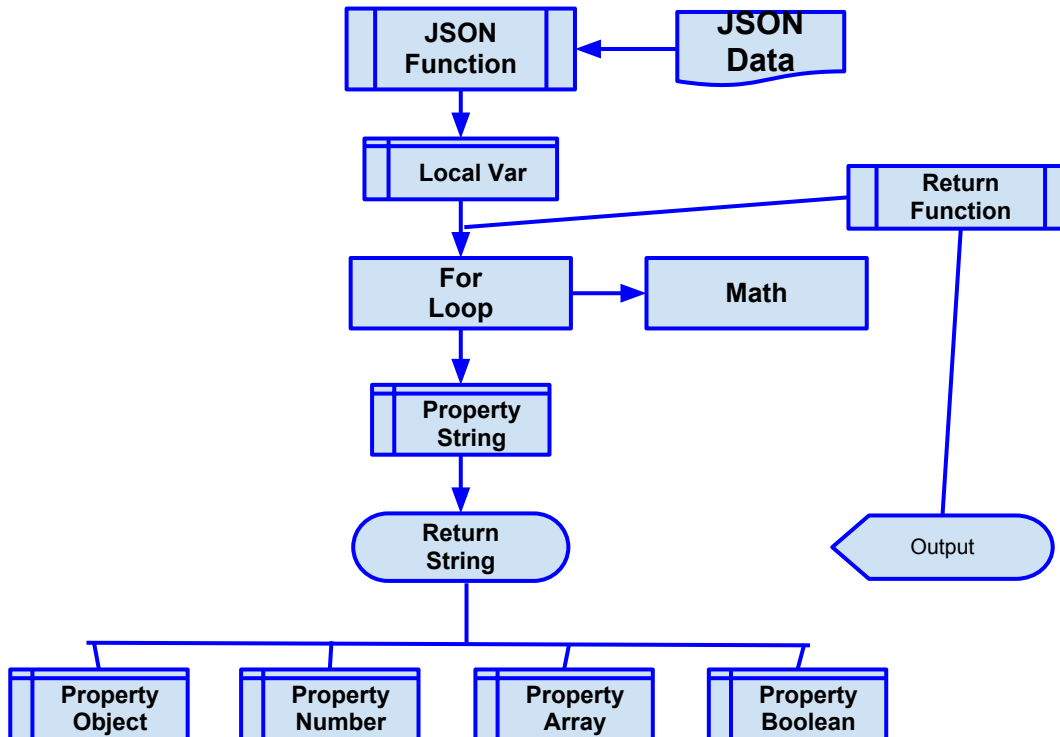 JSON
Function
JSON
Data
Local Var
Return
Function
For
Loop
Math
Property
String
Return
String
Output
Property
Object
Property
Number
Property
Array
Property
Boolean